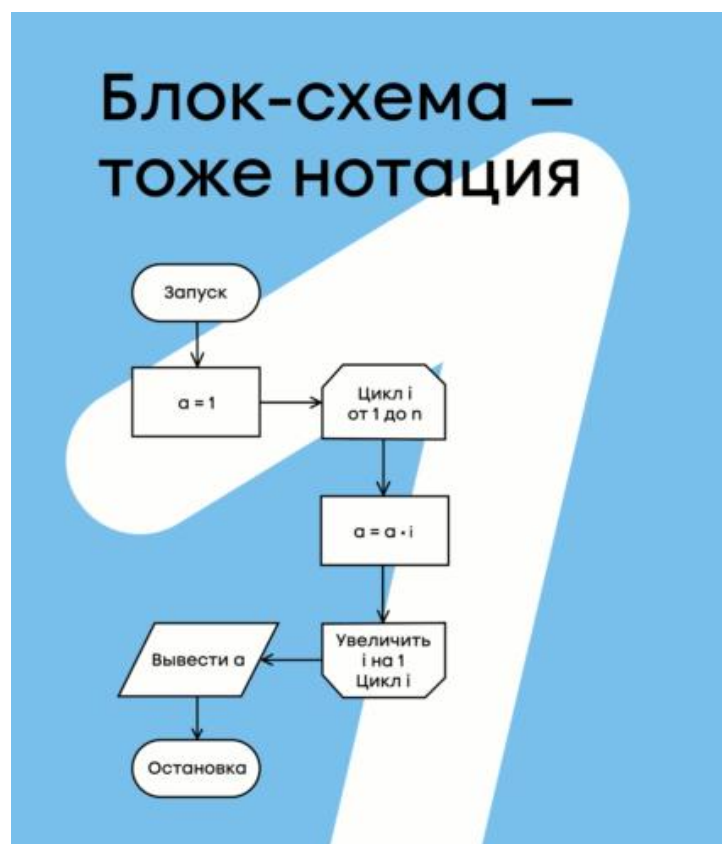 Блок-схема –
тоже нотация
Запуск
a = 1
Цикл i
от 1 до n
a = a • i
Увеличить
i на 1
Цикл i
Вывести a
Остановка